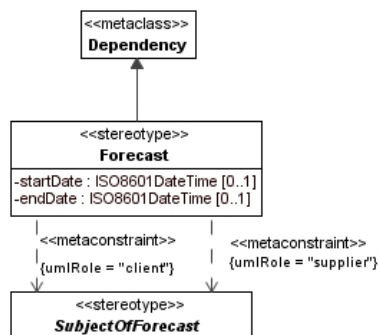 <<metaclass>>
Dependency
<<stereotype>>
Forecast
-startDate : ISO8601DateTime [0..1]
-endDate : ISO8601DateTime [0..1]
<<metaconstraint>>
{umlRole = "client"}
<<metaconstraint>>
{umlRole = "supplier"}
<<stereotype>>
SubjectOfForecast